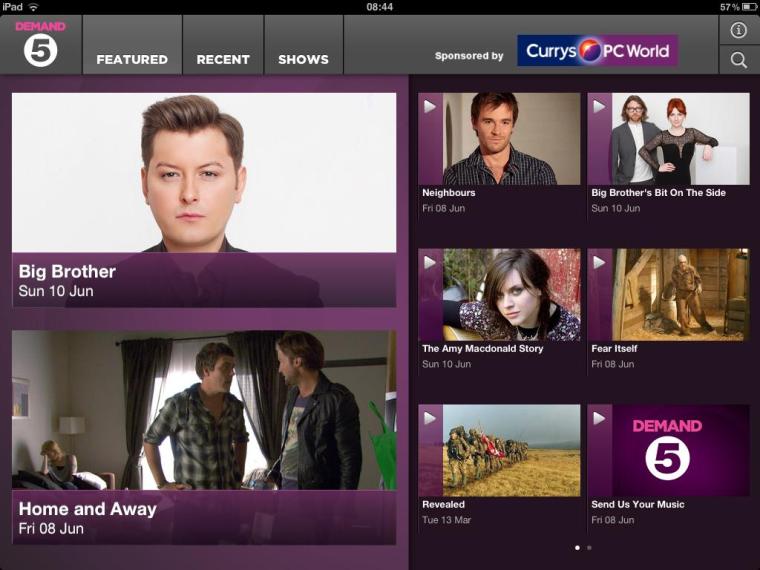 iPad
08:44
57%
DEMAND
5
FEATURED
RECENT
SHOWS
Sponsored by
Currys PC World
Big Brother
Sun 10 Jun
Home and Away
Fri 08 Jun
Neighbours
Fri 08 Jun
Big Brother's Bit On The Side
Sun 10 Jun
The Amy Macdonald Story
Sun 10 Jun
Fear Itself
Fri 08 Jun
Revealed
Tue 13 Mar
DEMAND
5
Send Us Your Music
Fri 08 Jun